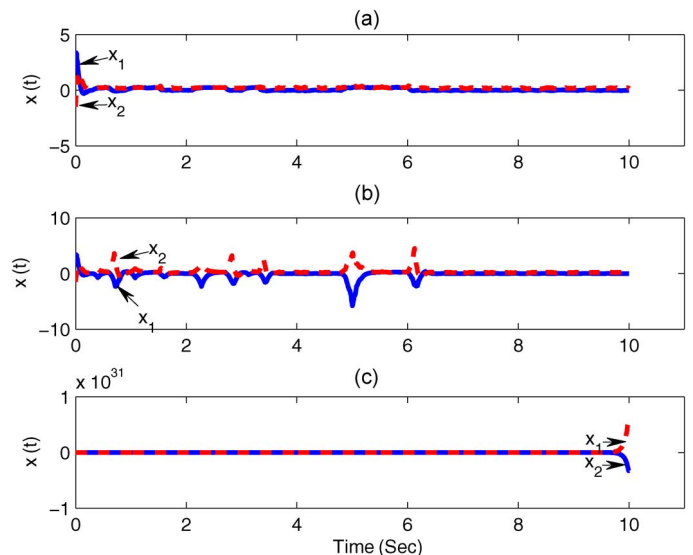 (a)
5
0
−5
x (t)
x1
x2
0 2 4 6 8 10
(b)
10
0
−10
x (t)
x2
x1
0 2 4 6 8 10
(c)
x 10^31
1
0
−1
x (t)
x1
x2
0 2 4 6 8 10
Time (Sec)